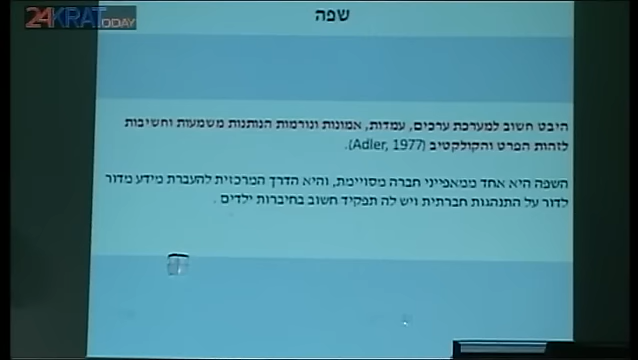 24KRAT TODAY
שפה
היבט חשוב למערכת ערכים, עמדות, אמונות ונורמות הנותנות משמעות וחשיבות
לזהות הפרט והקולקטיב (Adler, 1977).
השפה היא אחד ממאפייני חברה מסויימת, והיא הדרך המרכזית להעברת מידע מדור
לדור על התנהגות חברתית ויש לה תפקיד חשוב בחיברות ילדים .